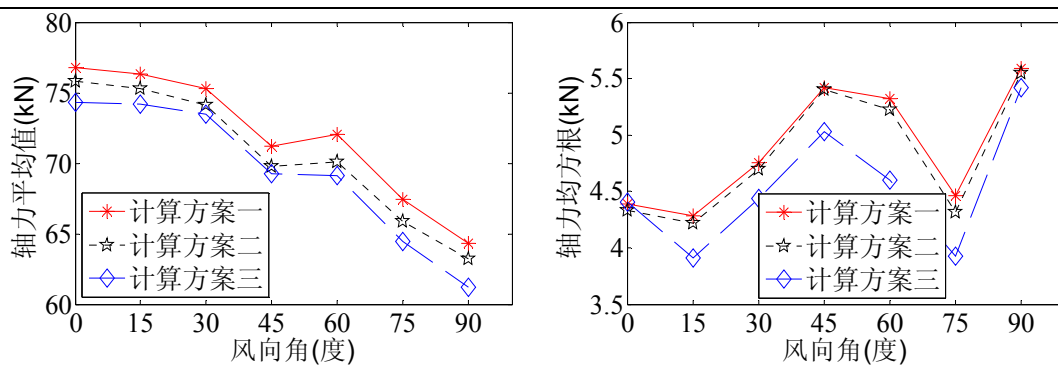 轴力平均值(kN)
80
75
70
65
60
0 15 30 45 60 75 90
风向角(度)
计算方案一
计算方案二
计算方案三
轴力均方根(kN)
6
5.5
5
4.5
4
3.5
0 15 30 45 60 75 90
风向角(度)
计算方案一
计算方案二
计算方案三